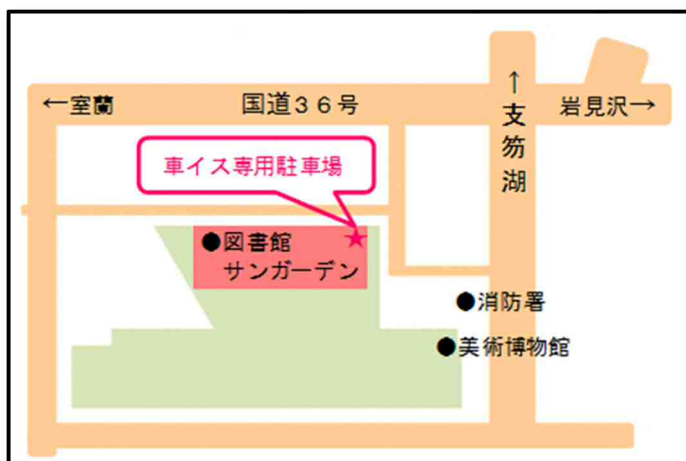 ←室蘭
国道36号
↑支笏湖
岩見沢→
車イス専用駐車場
●図書館
サンガーデン
●消防署
●美術博物館